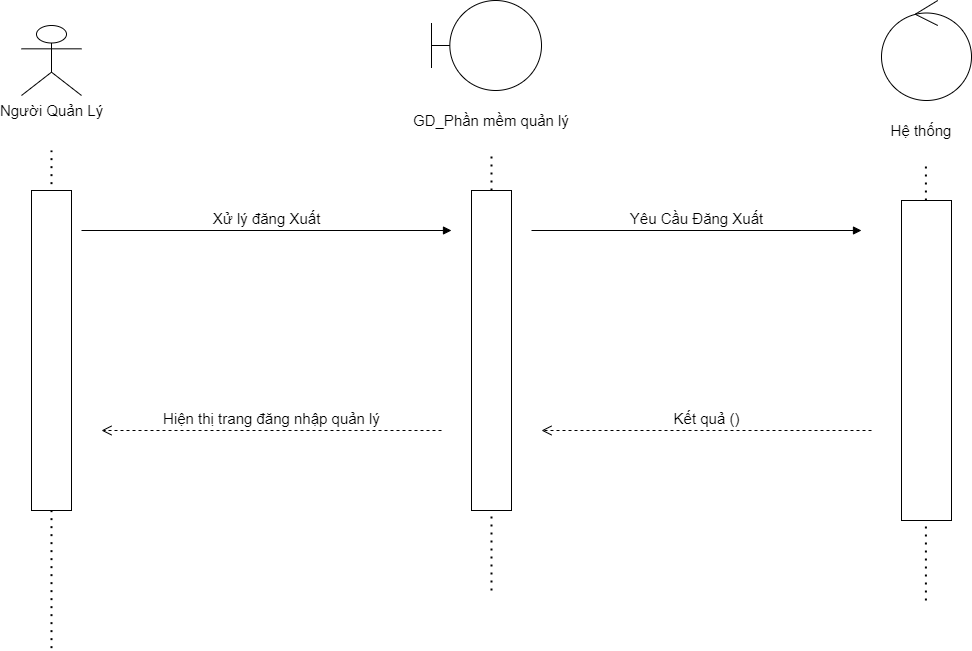 Người Quản Lý
GD_Phần mềm quản lý
Hệ thống
Xử lý đăng Xuất
Yêu Cầu Đăng Xuất
Hiện thị trang đăng nhập quản lý
Kết quả ()